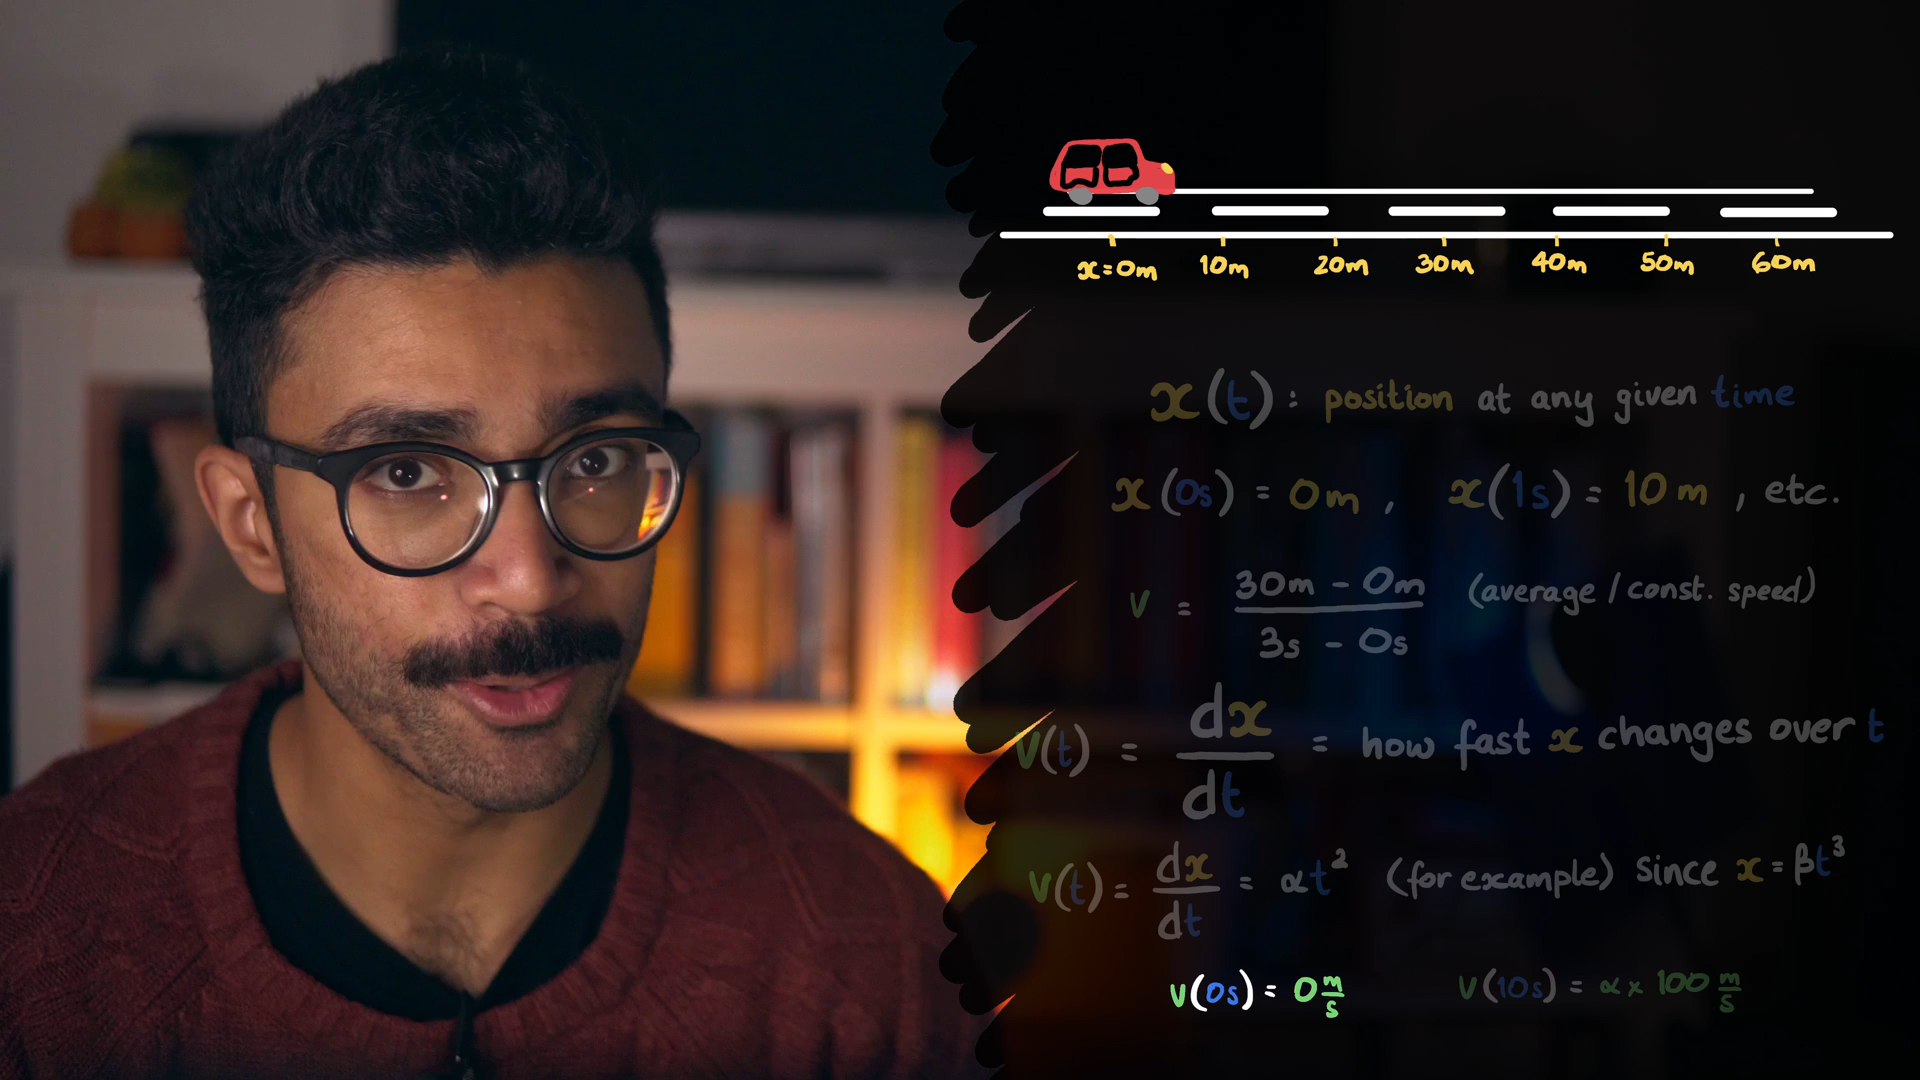 x=0m 10m 20m 30m 40m 50m 60m
x(t): position at any given time
x(0s) = 0m , x(1s) = 10m , etc.
v = 30m - 0m / 3s - 0s (average / const. speed)
v(t) = dx/dt = how fast x changes over t
v(t) = dx/dt = αt² (for example) since x = βt³
v(0s) = 0 m/s v(10s) = α x 100 m/s